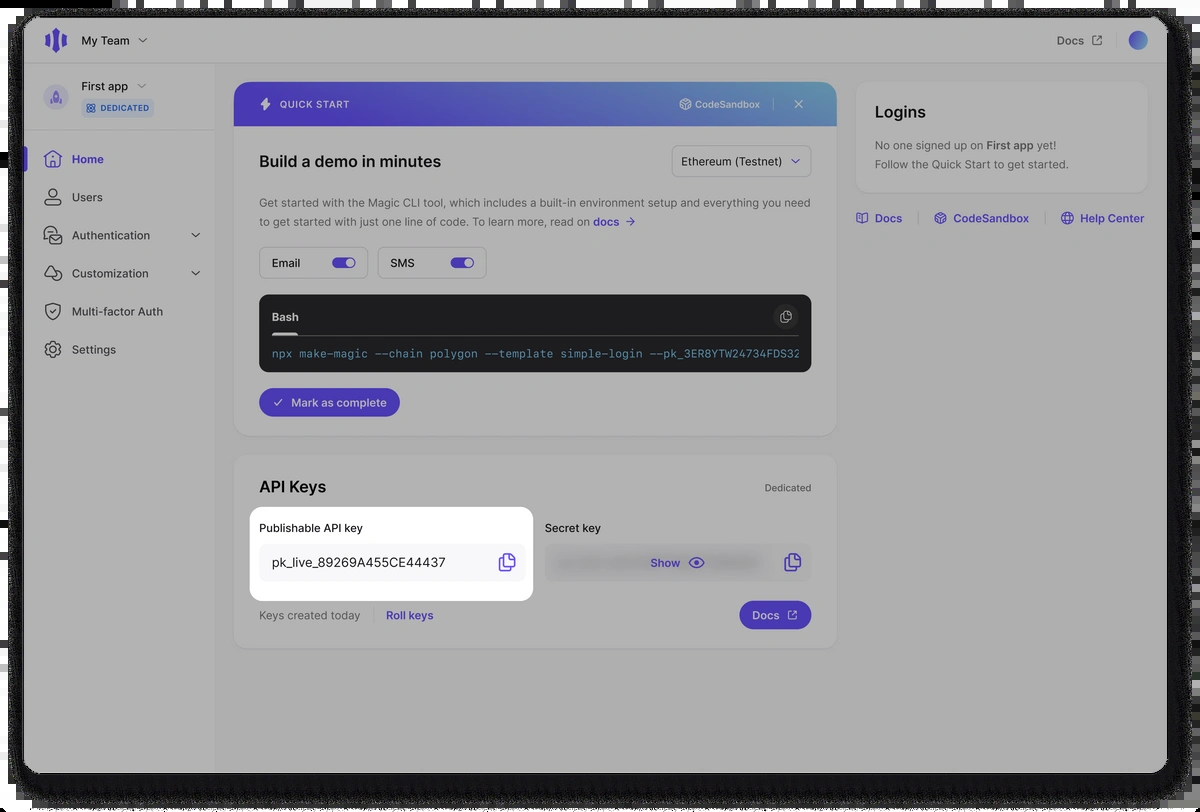 My Team
Docs
First app
DEDICATED
Home
Users
Authentication
Customization
Multi-factor Auth
Settings
QUICK START
CodeSandbox
Build a demo in minutes
Ethereum (Testnet)
Get started with the Magic CLI tool, which includes a built-in environment setup and everything you need
to get started with just one line of code. To learn more, read on docs →
Email
SMS
Bash
npx make-magic --chain polygon --template simple-login --pk_3ER8YTW24734FDS32
Mark as complete
API Keys
Dedicated
Publishable API key
pk_live_89269A455CE44437
Secret key
Show
Keys created today
Roll keys
Docs
Logins
No one signed up on First app yet!
Follow the Quick Start to get started.
Docs
CodeSandbox
Help Center